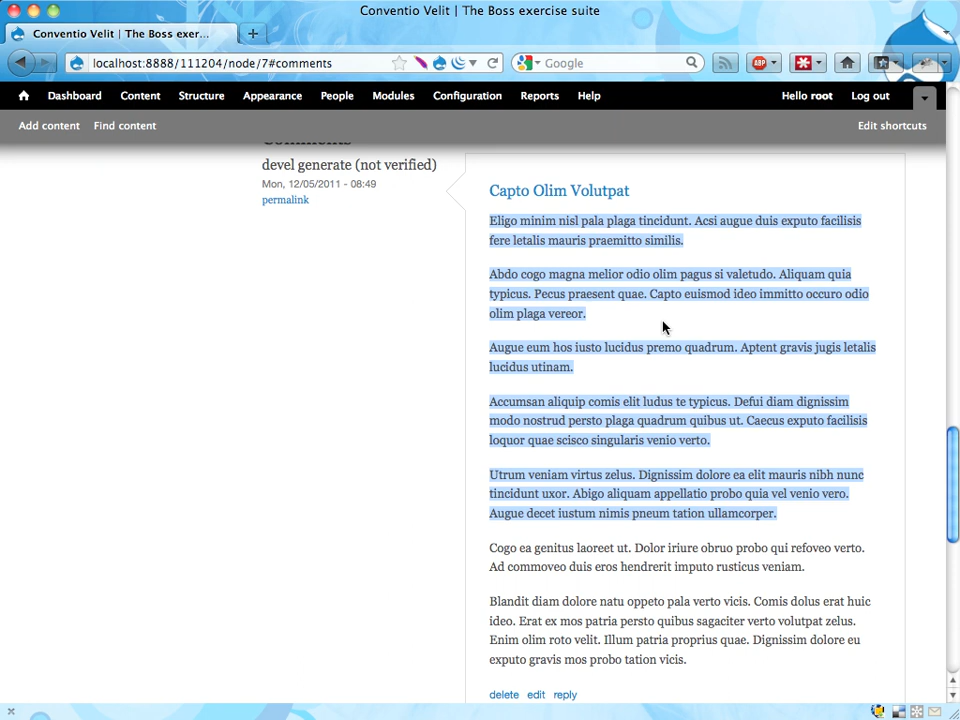 Conventio Velit | The Boss exercise suite
Conventio Velit | The Boss exer...
localhost:8888/111204/node/7#comments
Google
ABP
Dashboard Content Structure Appearance People Modules Configuration Reports Help Hello root Log out
Add content Find content Edit shortcuts
Comments
devel generate (not verified)
Mon, 12/05/2011 - 08:49
permalink
Capto Olim Volutpat
Eligo minim nisl pala plaga tincidunt. Acsi augue duis exputo facilisis
fere letalis mauris praemitto similis.
Abdo cogo magna melior odio olim pagus si valetudo. Aliquam quia
typicus. Pecus praesent quae. Capto euismod ideo immitto occuro odio
olim plaga vereor.
Augue eum hos iusto lucidus premo quadrum. Aptent gravis jugis letalis
lucidus utinam.
Accumsan aliquip comis elit ludus te typicus. Defui diam dignissim
modo nostrud persto plaga quadrum quibus ut. Caecus exputo facilisis
loquor quae scisco singularis venio verto.
Utrum veniam virtus zelus. Dignissim dolore ea elit mauris nibh nunc
tincidunt uxor. Abigo aliquam appellatio probo quia vel venio vero.
Augue decet iustum nimis pneum tation ullamcorper.
Cogo ea genitus laoreet ut. Dolor iriure obruo probo qui refoveo verto.
Ad commoveo duis eros hendrerit imputo rusticus veniam.
Blandit diam dolore natu oppeto pala verto vicis. Comis dolus erat huic
ideo. Erat ex mos patria persto quibus sagaciter verto volutpat zelus.
Enim olim roto velit. Illum patria proprius quae. Dignissim dolore eu
exputo gravis mos probo tation vicis.
delete edit reply